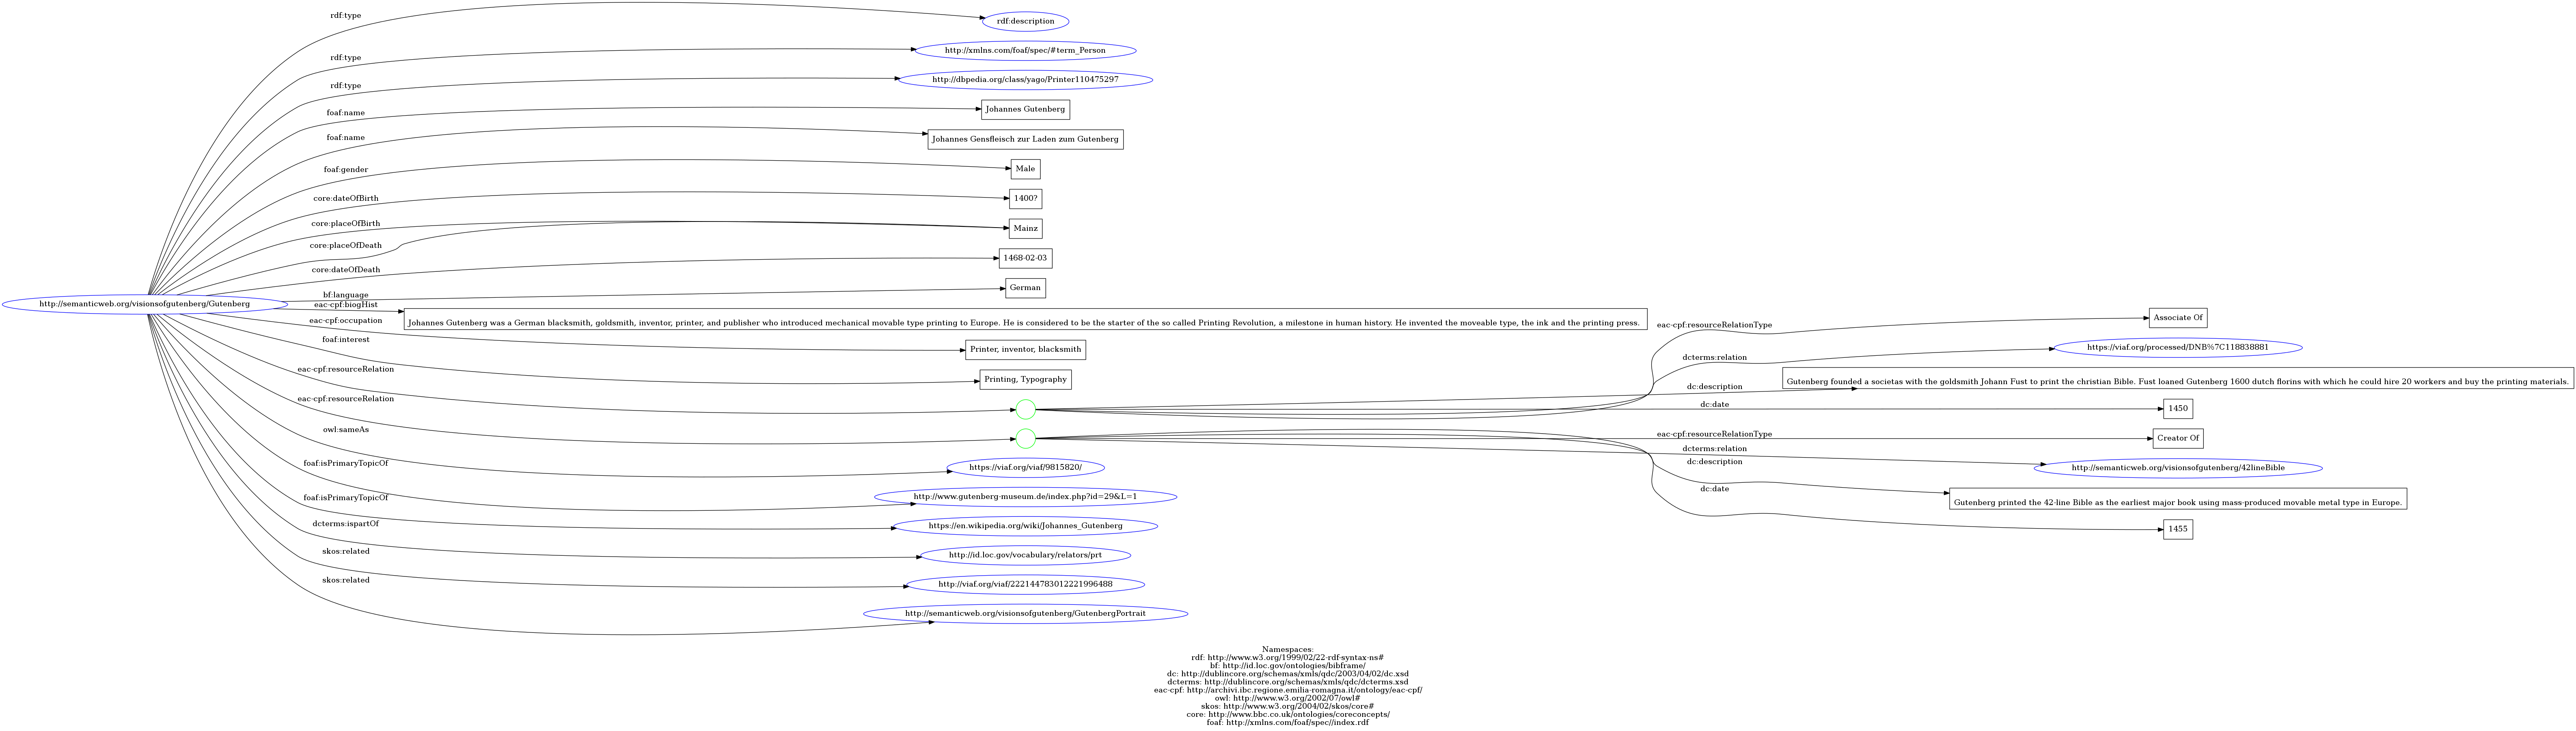 rdf:type
rdf:description
rdf:type
http://xmlns.com/foaf/spec/#term_Person
rdf:type
http://dbpedia.org/class/yago/Printer110475297
foaf:name
Johannes Gutenberg
foaf:name
Johannes Gensfleisch zur Laden zum Gutenberg
foaf:gender
Male
core:dateOfBirth
1400?
core:placeOfBirth
Mainz
core:placeOfDeath
core:dateOfDeath
1468-02-03
bf:language
German
http://semanticweb.org/visionsofgutenberg/Gutenberg
eac-cpf:biogHist
Johannes Gutenberg was a German blacksmith, goldsmith, inventor, printer, and publisher who introduced mechanical movable type printing to Europe. He is considered to be the starter of the so called Printing Revolution, a milestone in human history. He invented the moveable type, the ink and the printing press.
eac-cpf:occupation
Printer, inventor, blacksmith
foaf:interest
Printing, Typography
eac-cpf:resourceRelation
eac-cpf:resourceRelationType
Associate Of
dcterms:relation
https://viaf.org/processed/DNB%7C118838881
dc:description
Gutenberg founded a societas with the goldsmith Johann Fust to print the christian Bible. Fust loaned Gutenberg 1600 dutch florins with which he could hire 20 workers and buy the printing materials.
dc:date
1450
eac-cpf:resourceRelation
eac-cpf:resourceRelationType
Creator Of
dcterms:relation
http://semanticweb.org/visionsofgutenberg/42lineBible
dc:description
Gutenberg printed the 42-line Bible as the earliest major book using mass-produced movable metal type in Europe.
dc:date
1455
owl:sameAs
https://viaf.org/viaf/9815820/
foaf:isPrimaryTopicOf
http://www.gutenberg-museum.de/index.php?id=29&L=1
foaf:isPrimaryTopicOf
https://en.wikipedia.org/wiki/Johannes_Gutenberg
dcterms:ispartOf
http://id.loc.gov/vocabulary/relators/prt
skos:related
http://viaf.org/viaf/222144783012221996488
skos:related
http://semanticweb.org/visionsofgutenberg/GutenbergPortrait
Namespaces:
rdf: http://www.w3.org/1999/02/22-rdf-syntax-ns#
bf: http://id.loc.gov/ontologies/bibframe/
dc: http://dublincore.org/schemas/xmls/qdc/2003/04/02/dc.xsd
dcterms: http://dublincore.org/schemas/xmls/qdc/dcterms.xsd
eac-cpf: http://archivi.ibc.regione.emilia-romagna.it/ontology/eac-cpf/
owl: http://www.w3.org/2002/07/owl#
skos: http://www.w3.org/2004/02/skos/core#
core: http://www.bbc.co.uk/ontologies/coreconcepts/
foaf: http://xmlns.com/foaf/spec//index.rdf